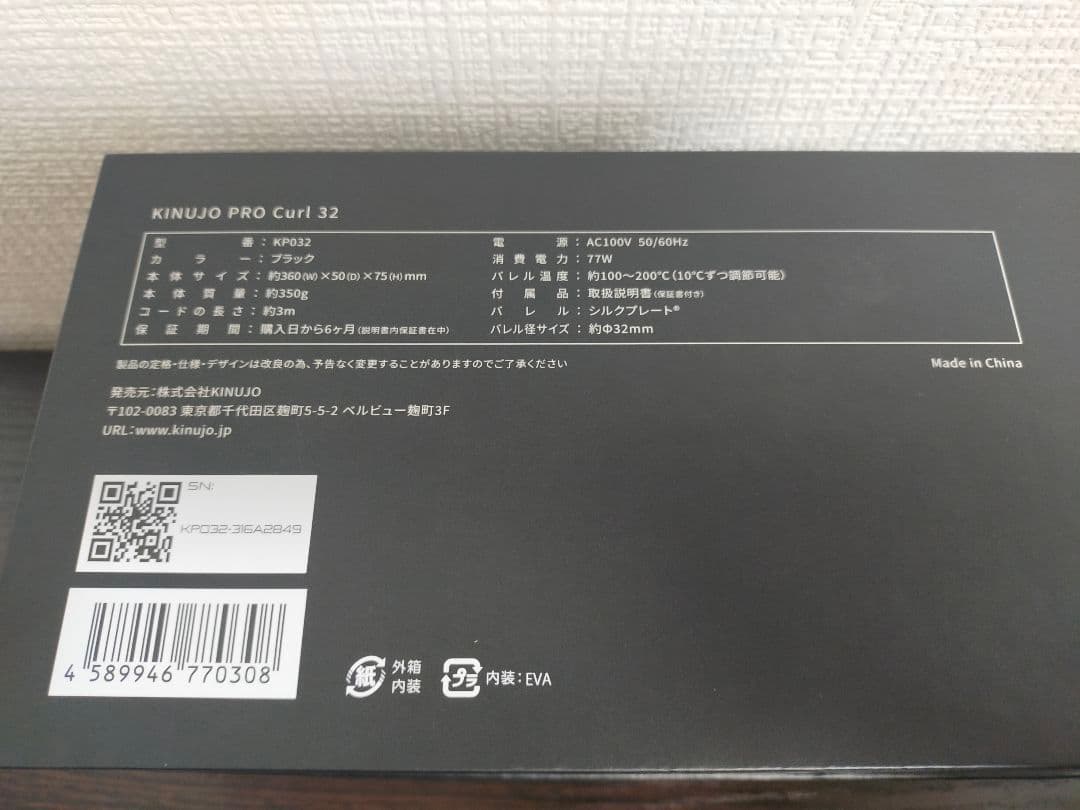 KINUJO PRO Curl 32
型番：KP032
カラー：ブラック
本体サイズ：約360(W)×50(D)×75(H)mm
本体質量：約350g
コードの長さ：約3m
保証期間：購入日から6ヶ月(説明書内保証書在中)
電源：AC100V 50/60Hz
消費電力：77W
バレル温度：約100～200℃(10℃ずつ調節可能)
付属品：取扱説明書(保証書付き)
バレル：シルクプレート®
バレル径サイズ：約Φ32mm
製品の定格・仕様・デザインは改良の為、予告なく変更することがありますのでご了承ください
Made in China
発売元：株式会社KINUJO
〒102-0083 東京都千代田区麹町5-5-2 ベルビュー麹町3F
URL：www.kinujo.jp
SN:
KP032-316A2849
4 589946 770308
紙 外箱
内装
プラ 内装：EVA